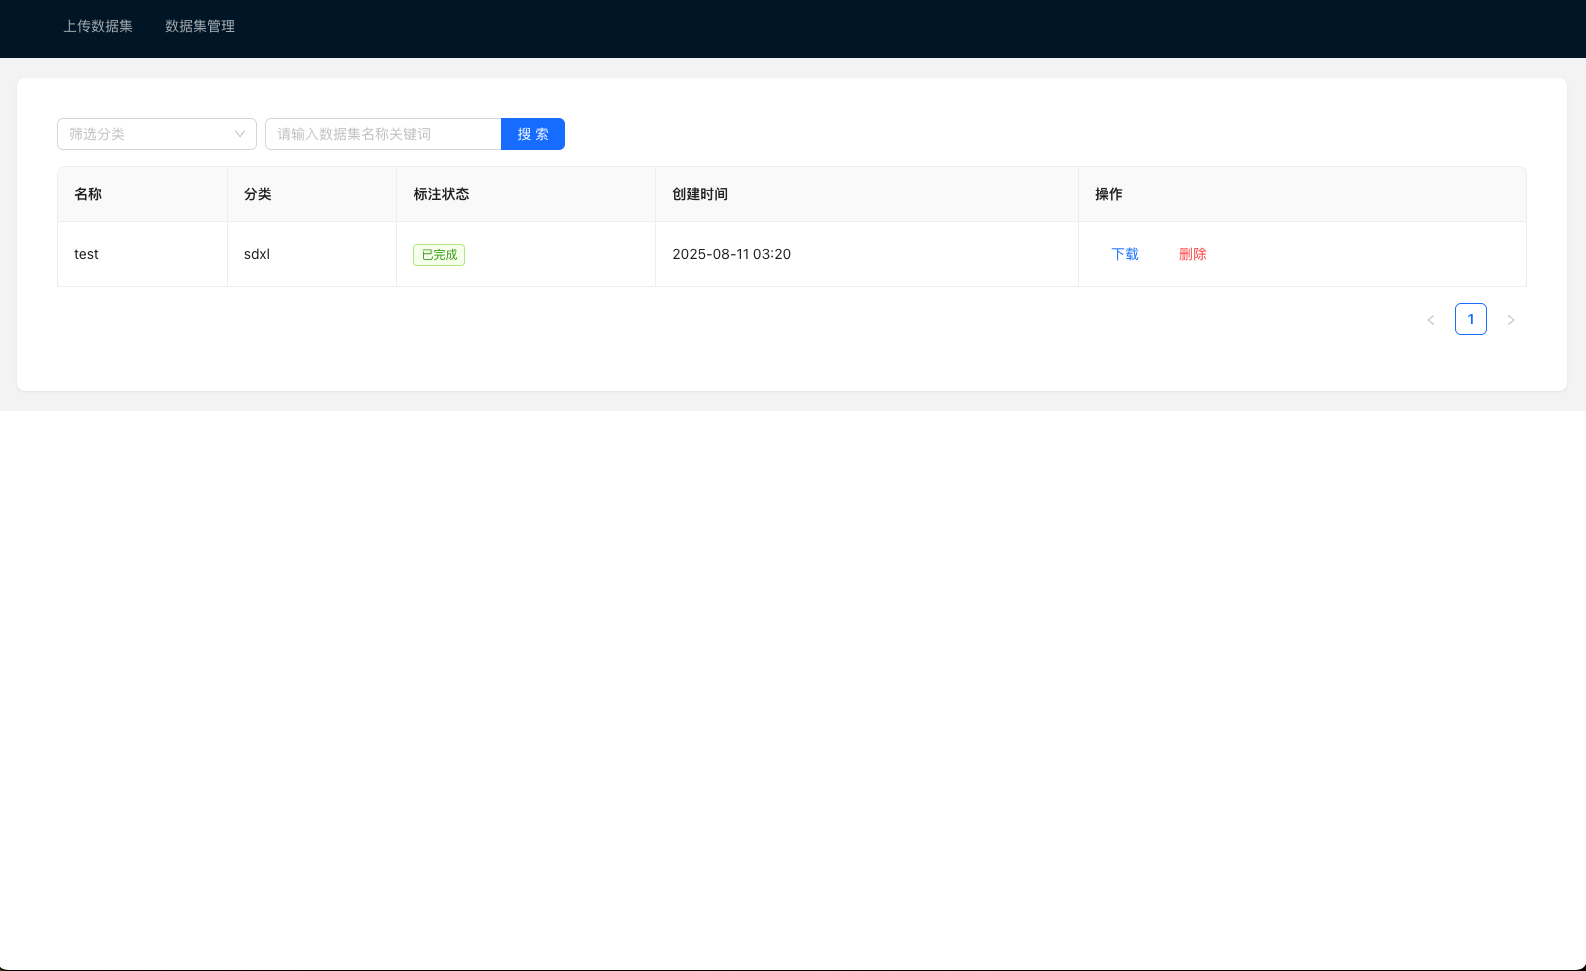 上传数据集 数据集管理
筛选分类 请输入数据集名称关键词 搜 索
名称 分类 标注状态 创建时间 操作
test sdxl 已完成 2025-08-11 03:20 下载 删除
1